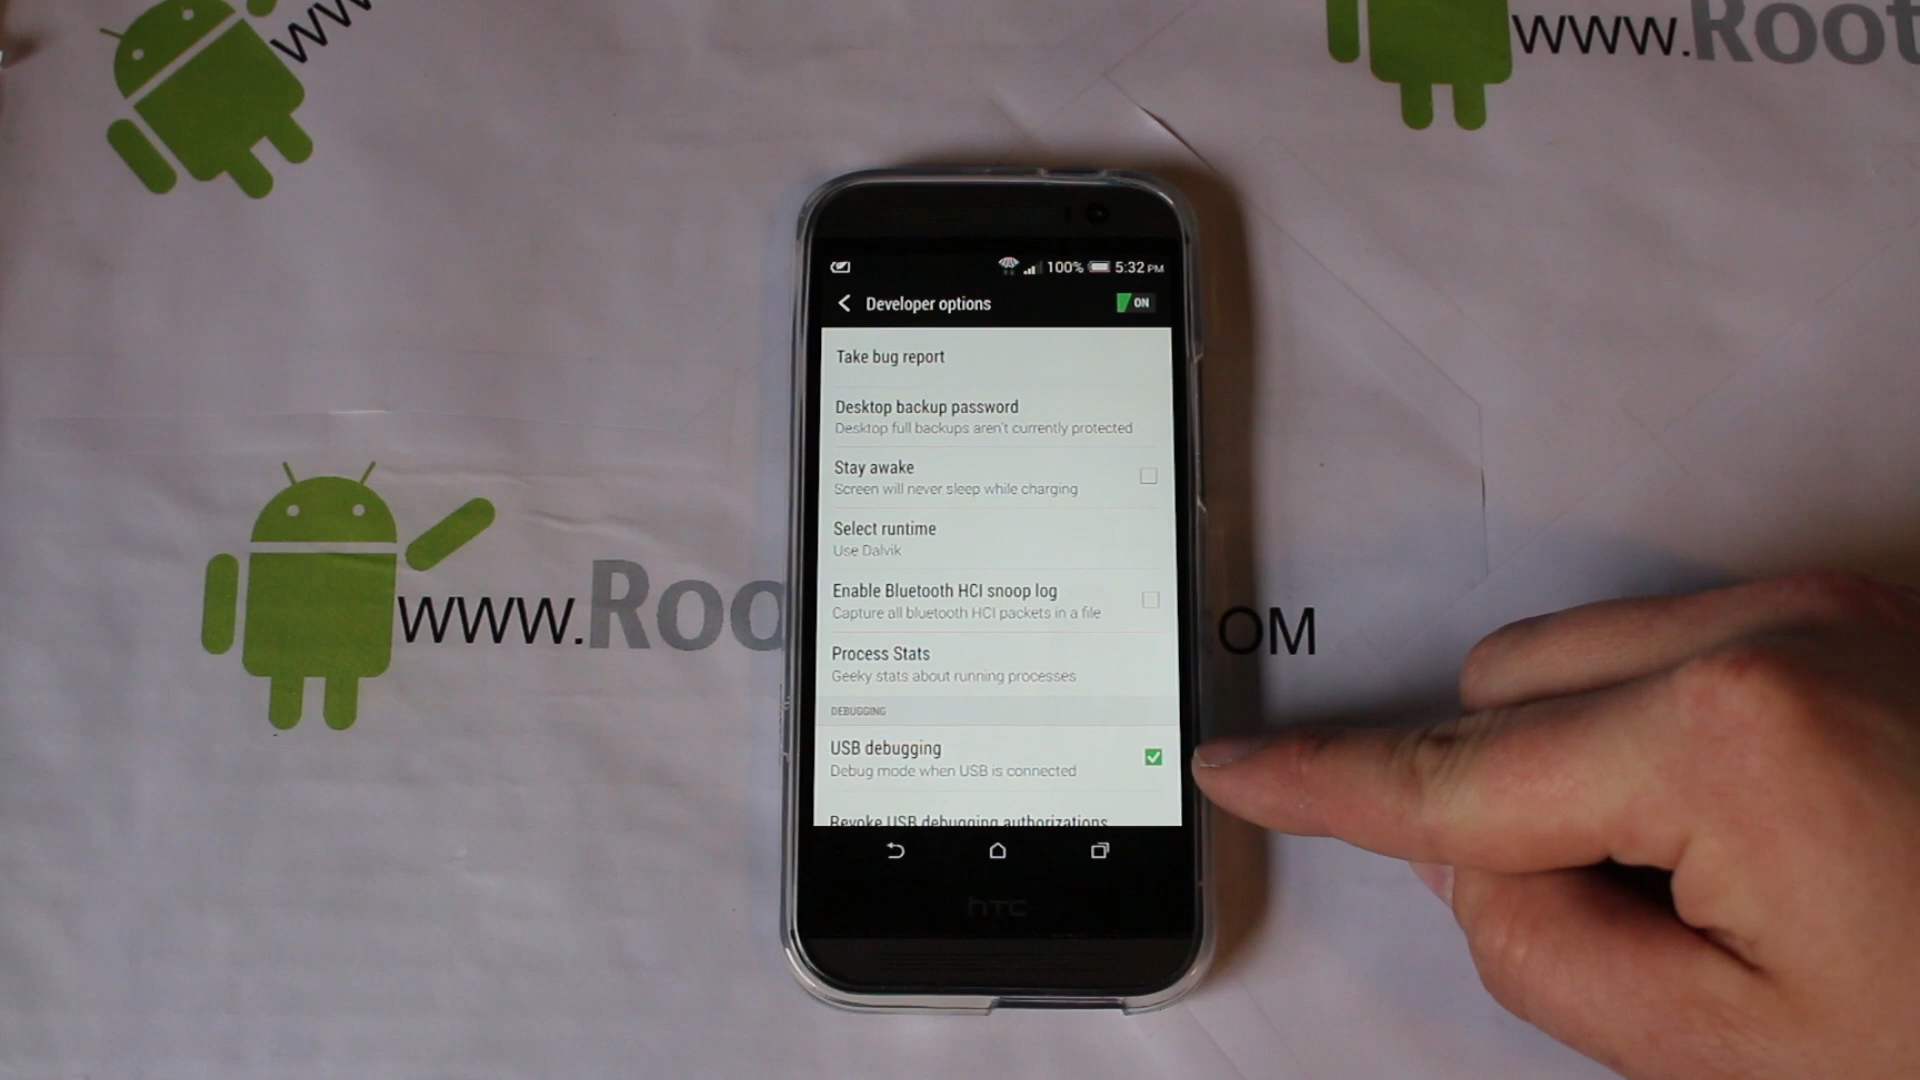 www.Root
100% 5:32 PM
Developer options
ON
Take bug report
Desktop backup password
Desktop full backups aren't currently protected
Stay awake
Screen will never sleep while charging
Select runtime
Use Dalvik
Enable Bluetooth HCI snoop log
Capture all bluetooth HCI packets in a file
Process Stats
Geeky stats about running processes
DEBUGGING
USB debugging
Debug mode when USB is connected
Revoke USB debugging authorizations
hTC
www.Roo OM